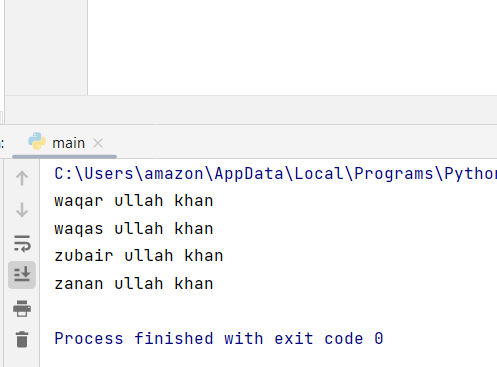 : main
C:\Users\amazon\AppData\Local\Programs\Python
waqar ullah khan
waqas ullah khan
zubair ullah khan
zanan ullah khan
Process finished with exit code 0